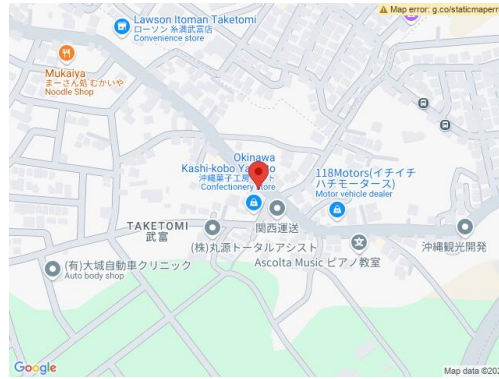 Map error: g.co/staticmaperr
Lawson Itoman Taketomi
ローソン 糸満武富店
Convenience store
Mukaiya
まーさん処 むかいや
Noodle Shop
Okinawa
Kashi-kobo
沖縄菓子工房
Confectionery store
118Motors(イチイチ
ハチモータース)
Motor vehicle dealer
関西運送
TAKETOMI
武富
(株)丸源トータルアシスト
Ascolta Music ピアノ教室
沖縄観光開発
(有)大城自動車クリニック
Auto body shop
Google
Map data ©202